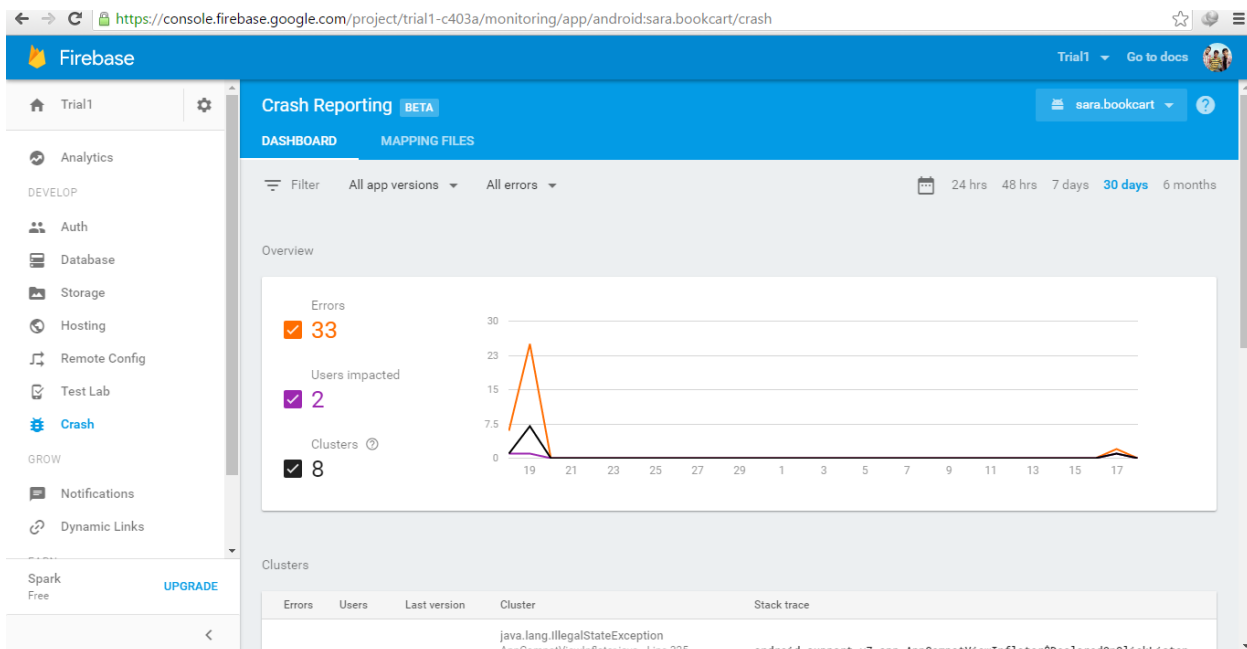 https://console.firebase.google.com/project/trial1-c403a/monitoring/app/android:sara.bookcart/crash
Firebase
Trial1
Go to docs
Trial1
Analytics
DEVELOP
Auth
Database
Storage
Hosting
Remote Config
Test Lab
Crash
GROW
Notifications
Dynamic Links
Spark
Free
UPGRADE
Crash Reporting BETA
sara.bookcart
DASHBOARD MAPPING FILES
Filter All app versions All errors
24 hrs 48 hrs 7 days 30 days 6 months
Overview
Errors
33
Users impacted
2
Clusters
8
30
23
15
7.5
0
19 21 23 25 27 29 1 3 5 7 9 11 13 15 17
Clusters
Errors Users Last version Cluster Stack trace
java.lang.IllegalStateException